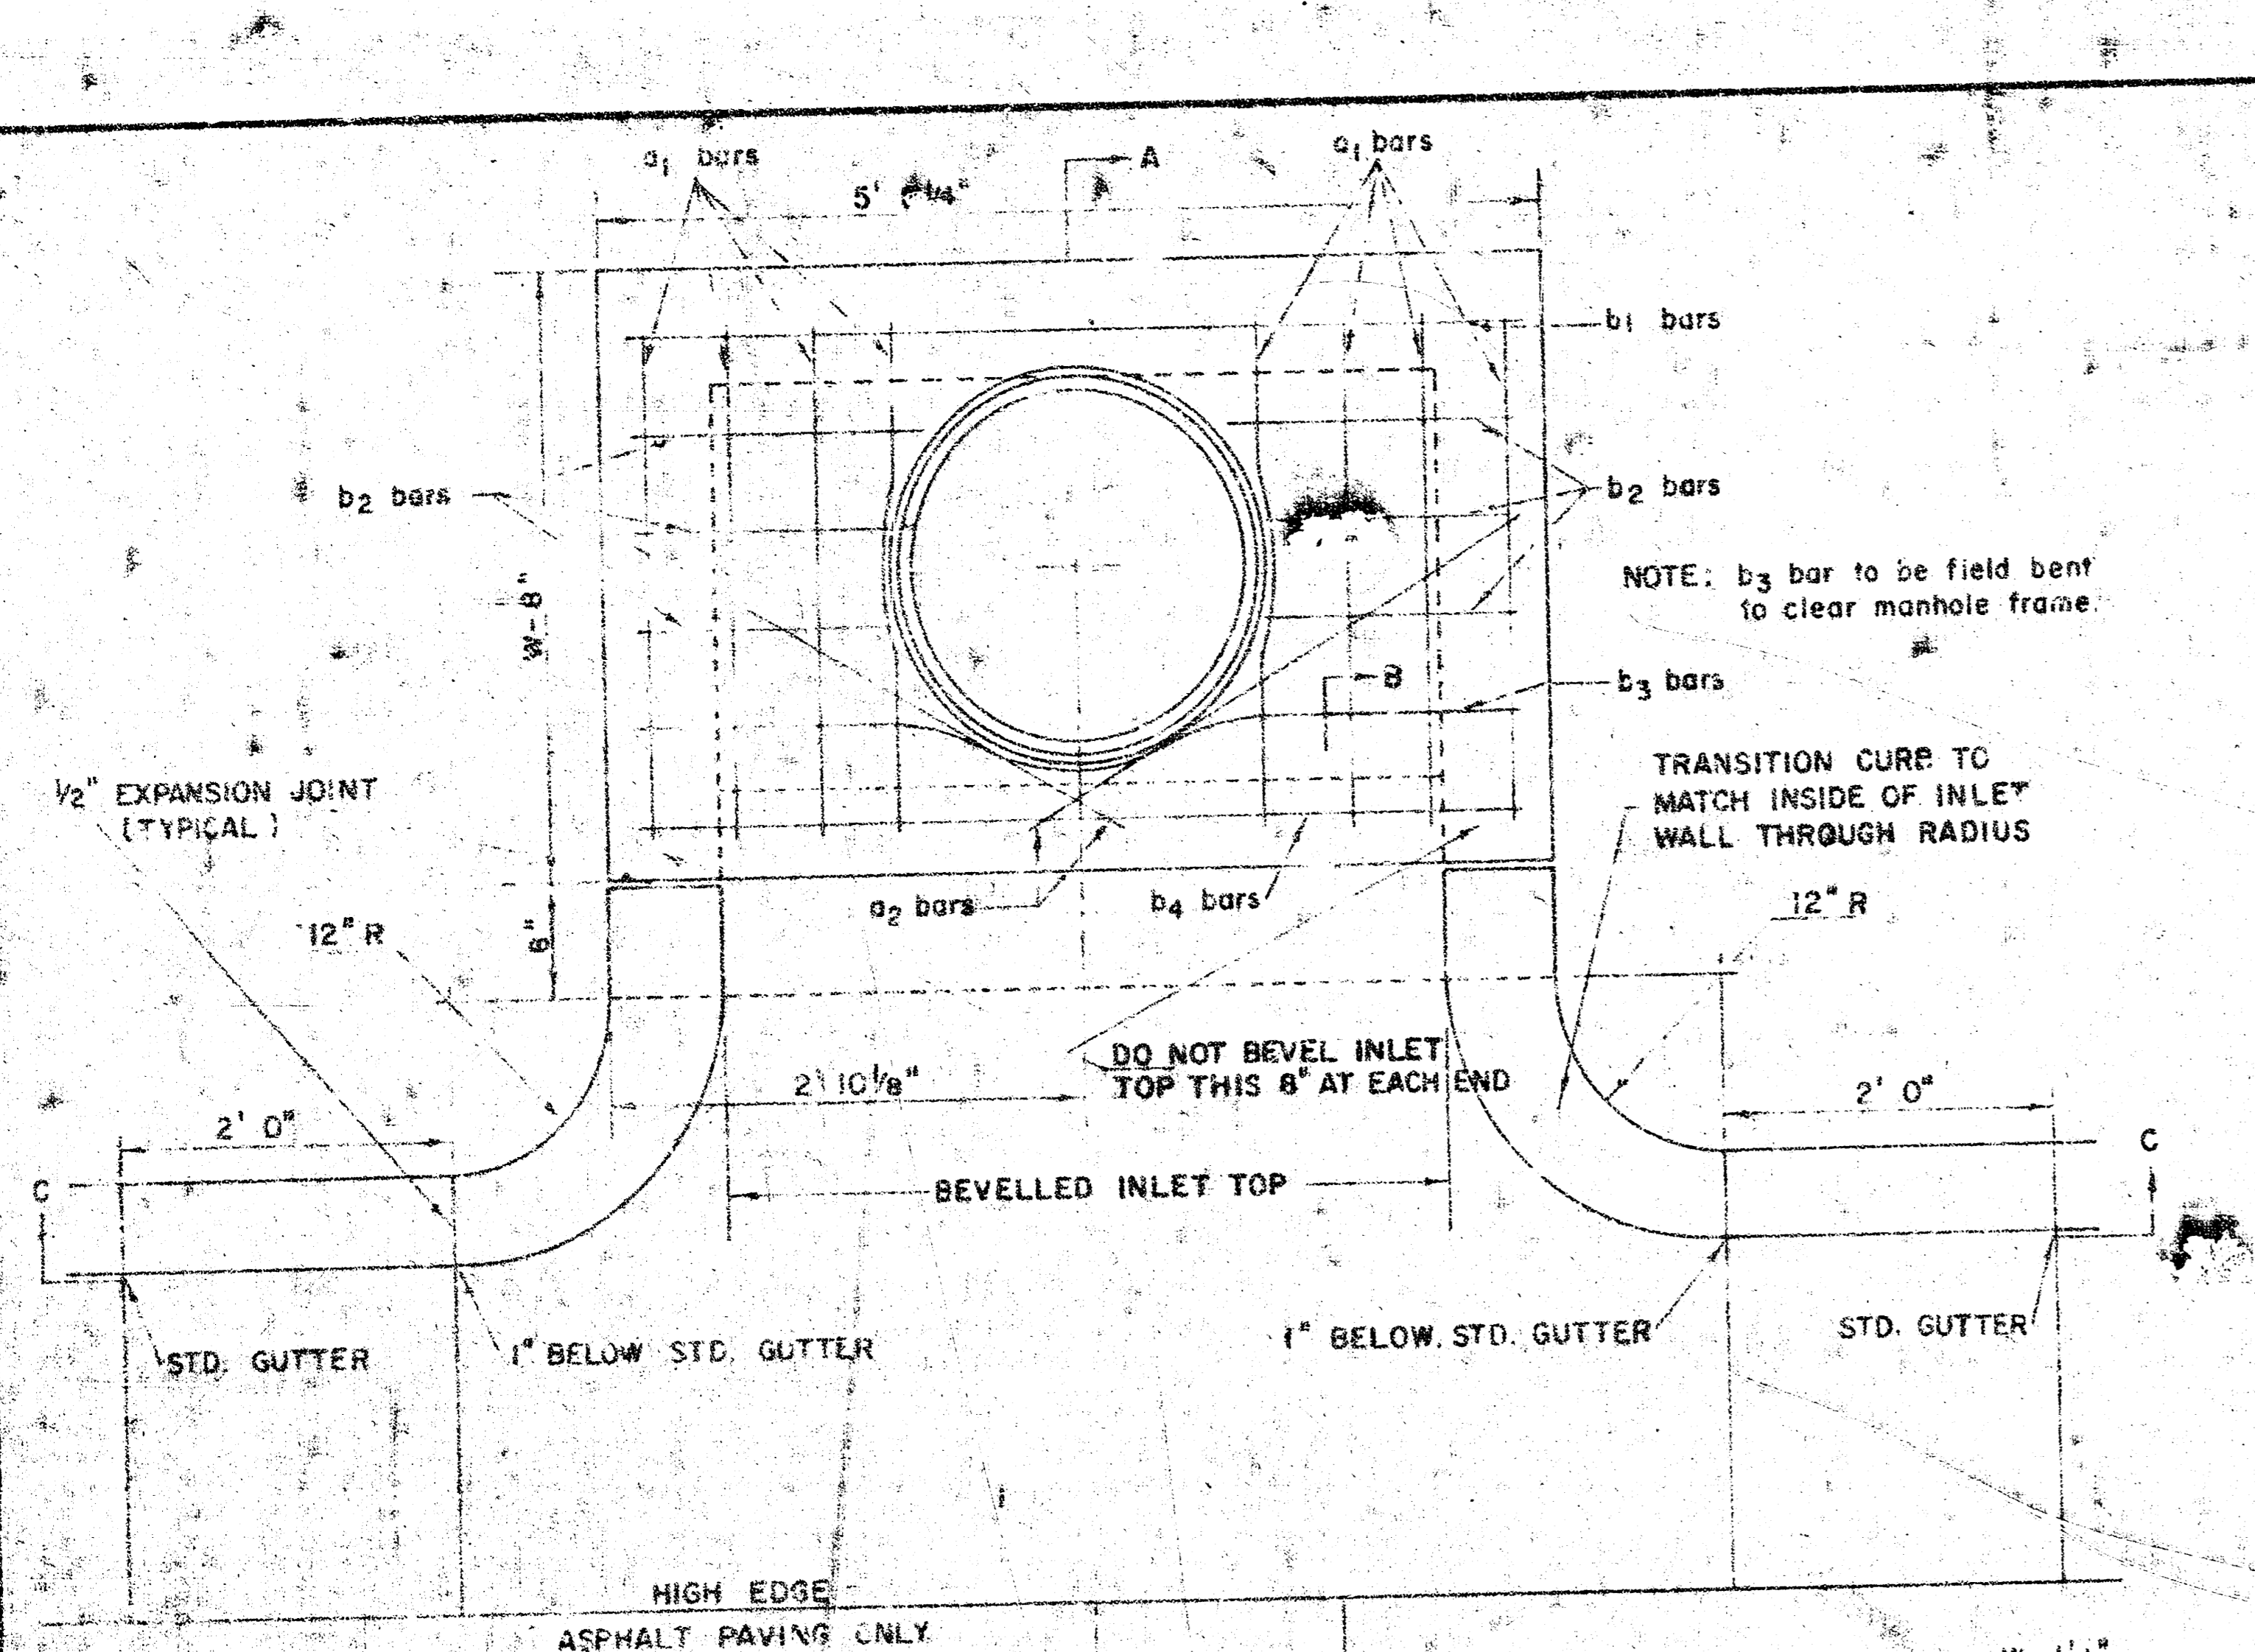 a1 bars
A
a1 bars
5'
b1 bars
b2 bars
b2 bars
W-8"
NOTE: b3 bar to be field bent
to clear manhole frame.
B
b3 bars
1/2" EXPANSION JOINT
(TYPICAL)
TRANSITION CURB TO
MATCH INSIDE OF INLET
WALL THROUGH RADIUS
a2 bars
b4 bars
12" R
12" R
8"
DO NOT BEVEL INLET
TOP THIS 8" AT EACH END
2' 10 1/8"
2' 0"
2' 0"
C
C
BEVELLED INLET TOP
STD. GUTTER
1" BELOW STD. GUTTER
1" BELOW STD. GUTTER
STD. GUTTER
HIGH EDGE
ASPHALT PAVING ONLY